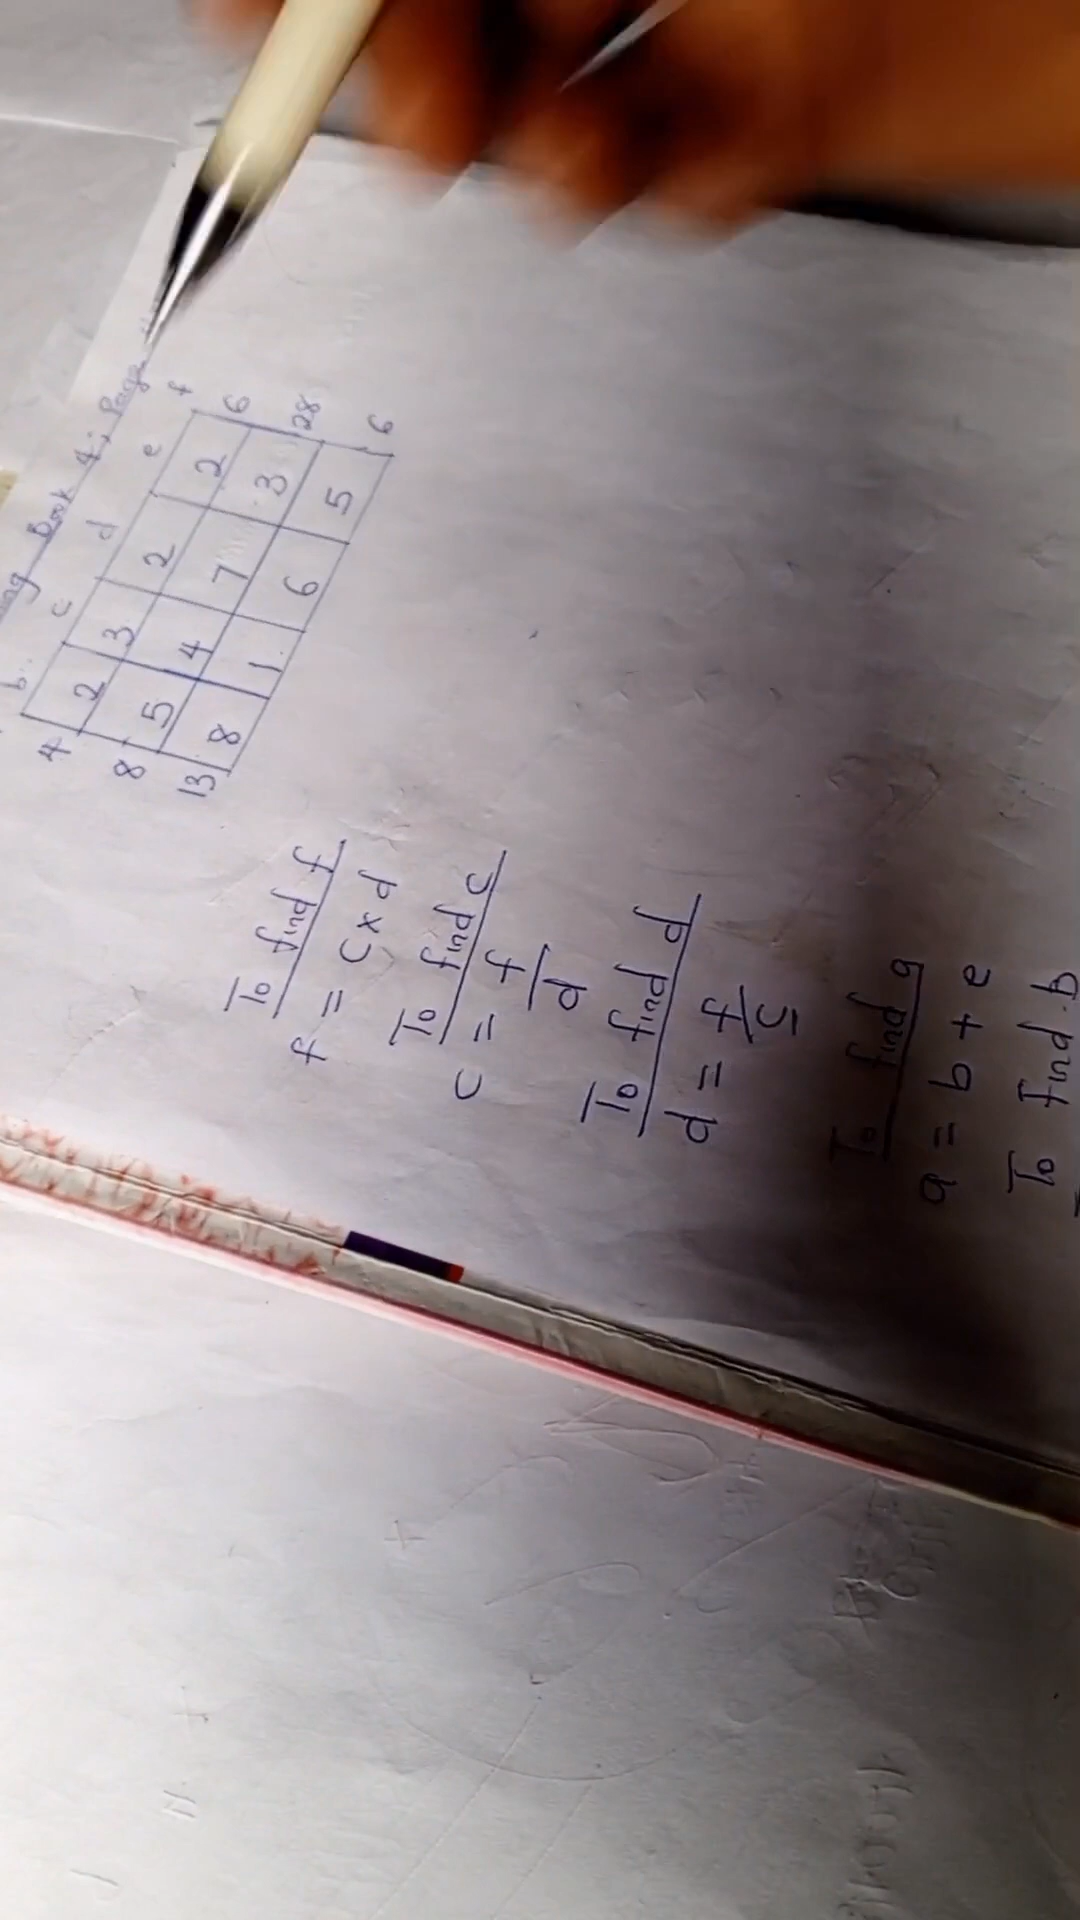 Book 4; Page
b c d e f
4 2 3 2 2 6
8 5 4 7 3 28
13 8 1 6 5 6
To find f
f = c x d
To find c
c = f/d
To find d
d = f/c
To find a
a = b + e
To find b